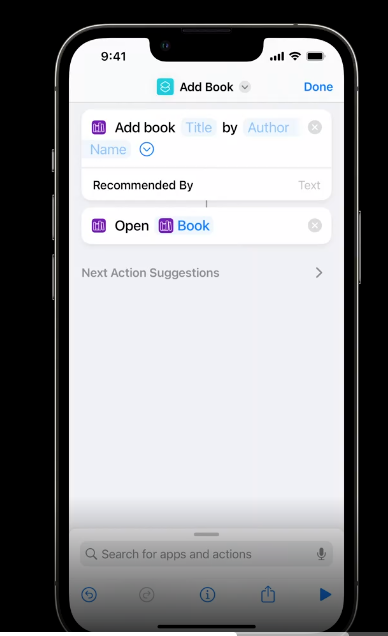 9:41
Add Book
Done
Add book Title by Author
Name
Recommended By Text
Open Book
Next Action Suggestions
Search for apps and actions